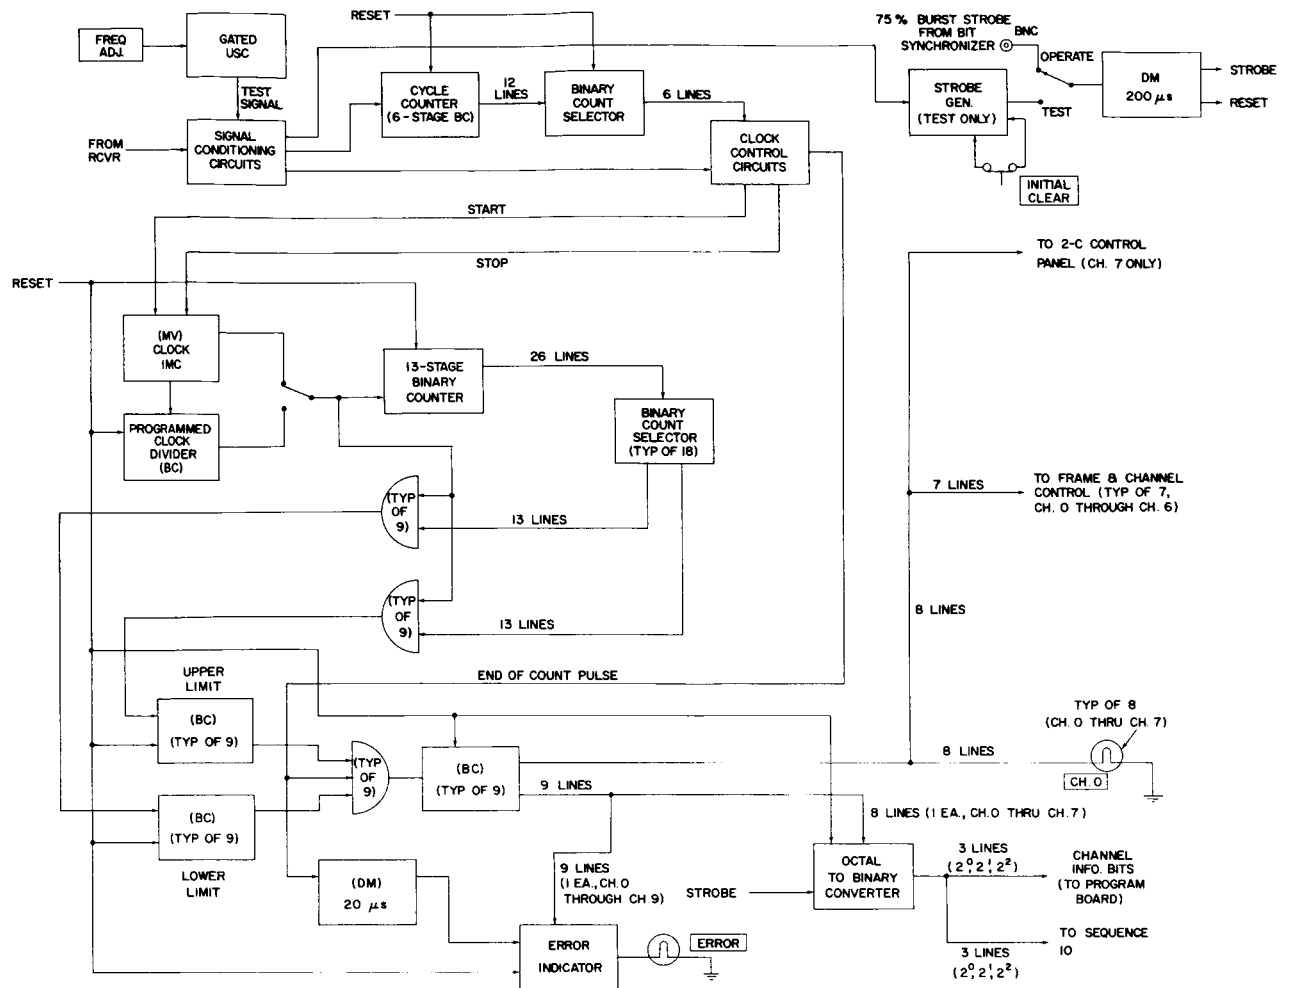 RESET
FREQ
ADJ.
GATED
USC
TEST
SIGNAL
FROM
RCVR
SIGNAL
CONDITIONING
CIRCUITS
CYCLE
COUNTER
(6-STAGE BC)
12
LINES
BINARY
COUNT
SELECTOR
6 LINES
CLOCK
CONTROL
CIRCUITS
75% BURST STROBE
FROM BIT
SYNCHRONIZER
BNC
OPERATE
STROBE
GEN.
(TEST ONLY)
TEST
DM
200 μs
STROBE
RESET
INITIAL
CLEAR
START
STOP
TO 2-C CONTROL
PANEL (CH. 7 ONLY)
RESET
(MV)
CLOCK
1MC
PROGRAMMED
CLOCK
DIVIDER
(BC)
13-STAGE
BINARY
COUNTER
26 LINES
BINARY
COUNT
SELECTOR
(TYP OF 18)
(TYP
OF
9)
13 LINES
7 LINES
TO FRAME & CHANNEL
CONTROL (TYP OF 7,
CH. 0 THROUGH CH. 6)
(TYP
OF
9)
13 LINES
8 LINES
END OF COUNT PULSE
UPPER
LIMIT
(BC)
(TYP OF 9)
(BC)
(TYP OF 9)
LOWER
LIMIT
(TYP
OF
9)
(BC)
(TYP OF 9)
8 LINES
9 LINES
TYP OF 8
(CH. 0 THRU CH. 7)
CH. 0
8 LINES (1 EA., CH.0 THRU CH.7)
(DM)
20 μs
9 LINES
(1 EA., CH.0
THROUGH CH 9)
STROBE
OCTAL
TO BINARY
CONVERTER
3 LINES
(2⁰,2¹,2²)
CHANNEL
INFO. BITS
(TO PROGRAM
BOARD)
ERROR
INDICATOR
ERROR
3 LINES
(2⁰,2¹,2²)
TO SEQUENCE
10